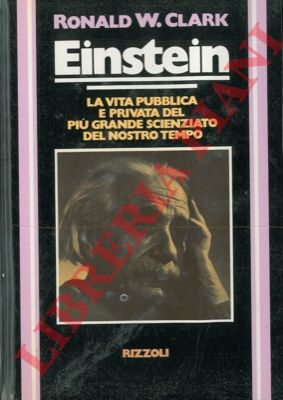 RONALD W. CLARK
Einstein
LA VITA PUBBLICA
E PRIVATA DEL
PIÙ GRANDE SCIENZIATO
DEL NOSTRO TEMPO
RIZZOLI
LIBRERIA PIANI